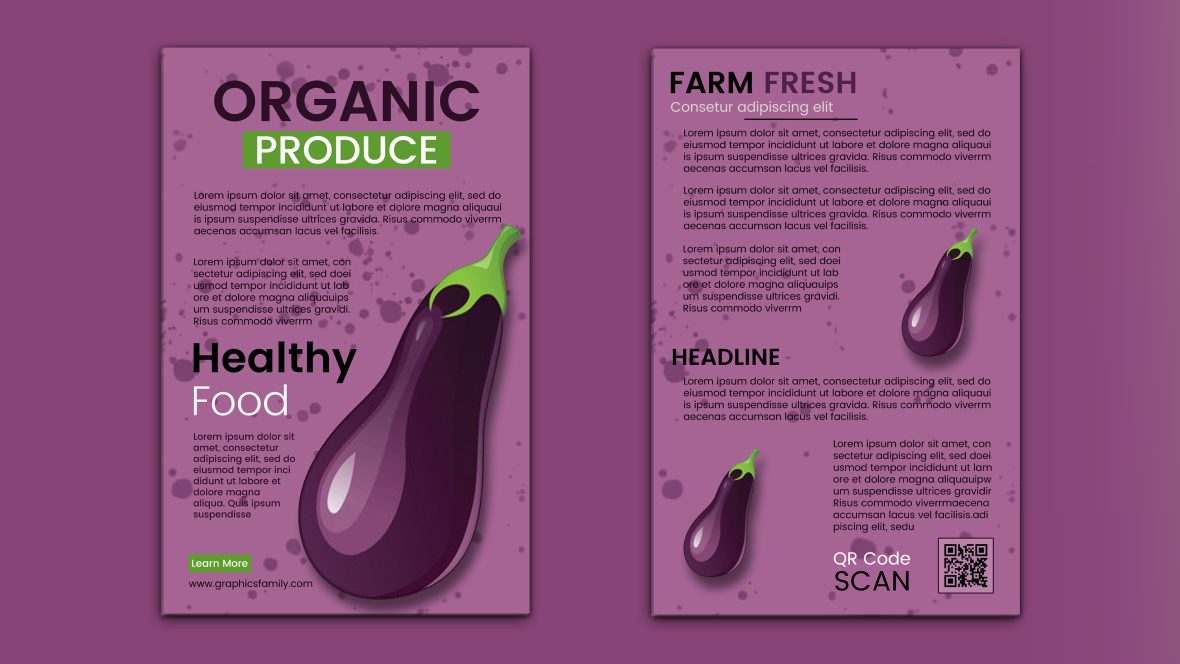 ORGANIC
PRODUCE
Lorem ipsum dolor sit amet, consectetur adipiscing elit, sed do
eiusmod tempor incididunt ut labore et dolore magna aliquaui
is ipsum suspendisse ultrices gravida. Risus commodo viverrm
aecenas accumsan lacus vel facilisis.
Lorem ipsum dolor sit amet, con
sectetur adipiscing elit, sed doei
usmod tempor incididunt ut lab
ore et dolore magna aliquauips
um suspendisse ultrices gravidi.
Risus commodo viverrm
Healthy
Food
Lorem ipsum dolor sit
amet, consectetur
adipiscing elit, sed do
eiusmod tempor inci
didunt ut labore et
dolore magna
aliqua. Quis ipsum
suspendisse
Learn More
www.graphicsfamily.com
FARM FRESH
Consetur adipiscing elit
Lorem ipsum dolor sit amet, consectetur adipiscing elit, sed do
eiusmod tempor incididunt ut labore et dolore magna aliquaui
is ipsum suspendisse ultrices gravida. Risus commodo viverrm
aecenas accumsan lacus vel facilisis.
Lorem ipsum dolor sit amet, consectetur adipiscing elit, sed do
eiusmod tempor incididunt ut labore et dolore magna aliquaui
is ipsum suspendisse ultrices gravida. Risus commodo viverrm
aecenas accumsan lacus vel facilisis.
Lorem ipsum dolor sit amet, con
sectetur adipiscing elit, sed doei
usmod tempor incididunt ut lab
ore et dolore magna aliquauips
um suspendisse ultrices gravidi.
Risus commodo viverrm
HEADLINE
Lorem ipsum dolor sit amet, consectetur adipiscing elit, sed do
eiusmod tempor incididunt ut labore et dolore magna aliquaui
is ipsum suspendisse ultrices gravida. Risus commodo viverrm
aecenas accumsan lacus vel facilisis.
Lorem ipsum dolor sit amet, con
sectetur adipiscing elit, sed doei
usmod tempor incididunt ut lam
ore et dolore magna aliquauipw
um suspendisse ultrices gravidir
Risus commodo viverrmaecena
accumsan lacus vel facilisis.adi
piscing elit, sedu
QR Code
SCAN